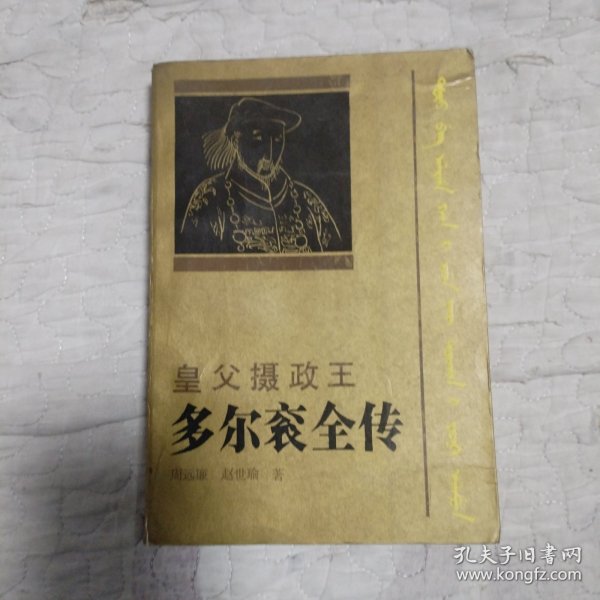 皇父摄政王
多尔衮全传
周远廉 赵世瑜 著
孔夫子旧书网
www.kongfz.com